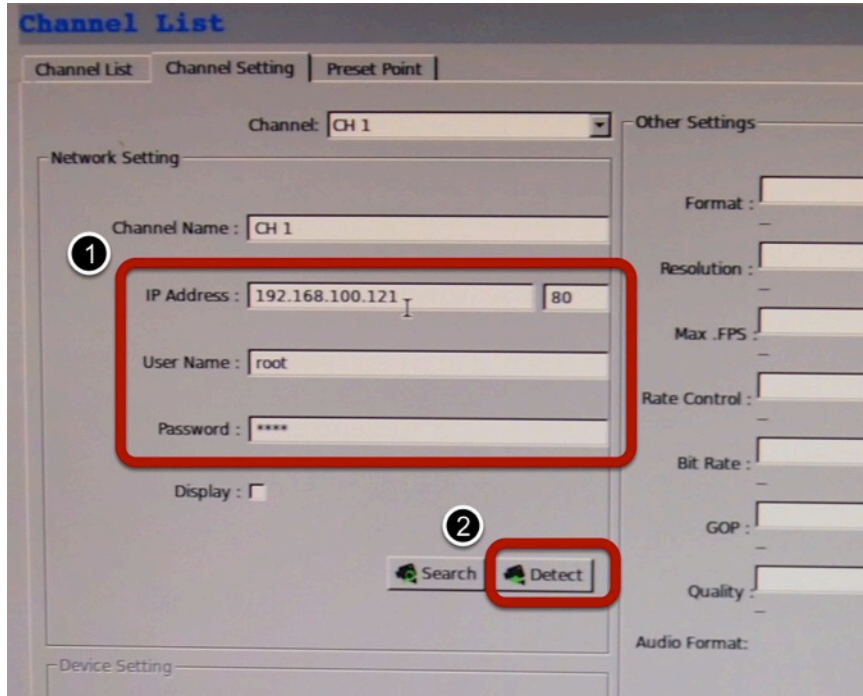 Channel List
Channel List Channel Setting Preset Point
Channel: CH 1
Network Setting
Channel Name : CH 1
1
IP Address : 192.168.100.121 80
User Name : root
Password : ****
Display :
2
Search Detect
Device Setting
Other Settings
Format :
Resolution :
Max .FPS :
Rate Control :
Bit Rate :
GOP :
Quality :
Audio Format: